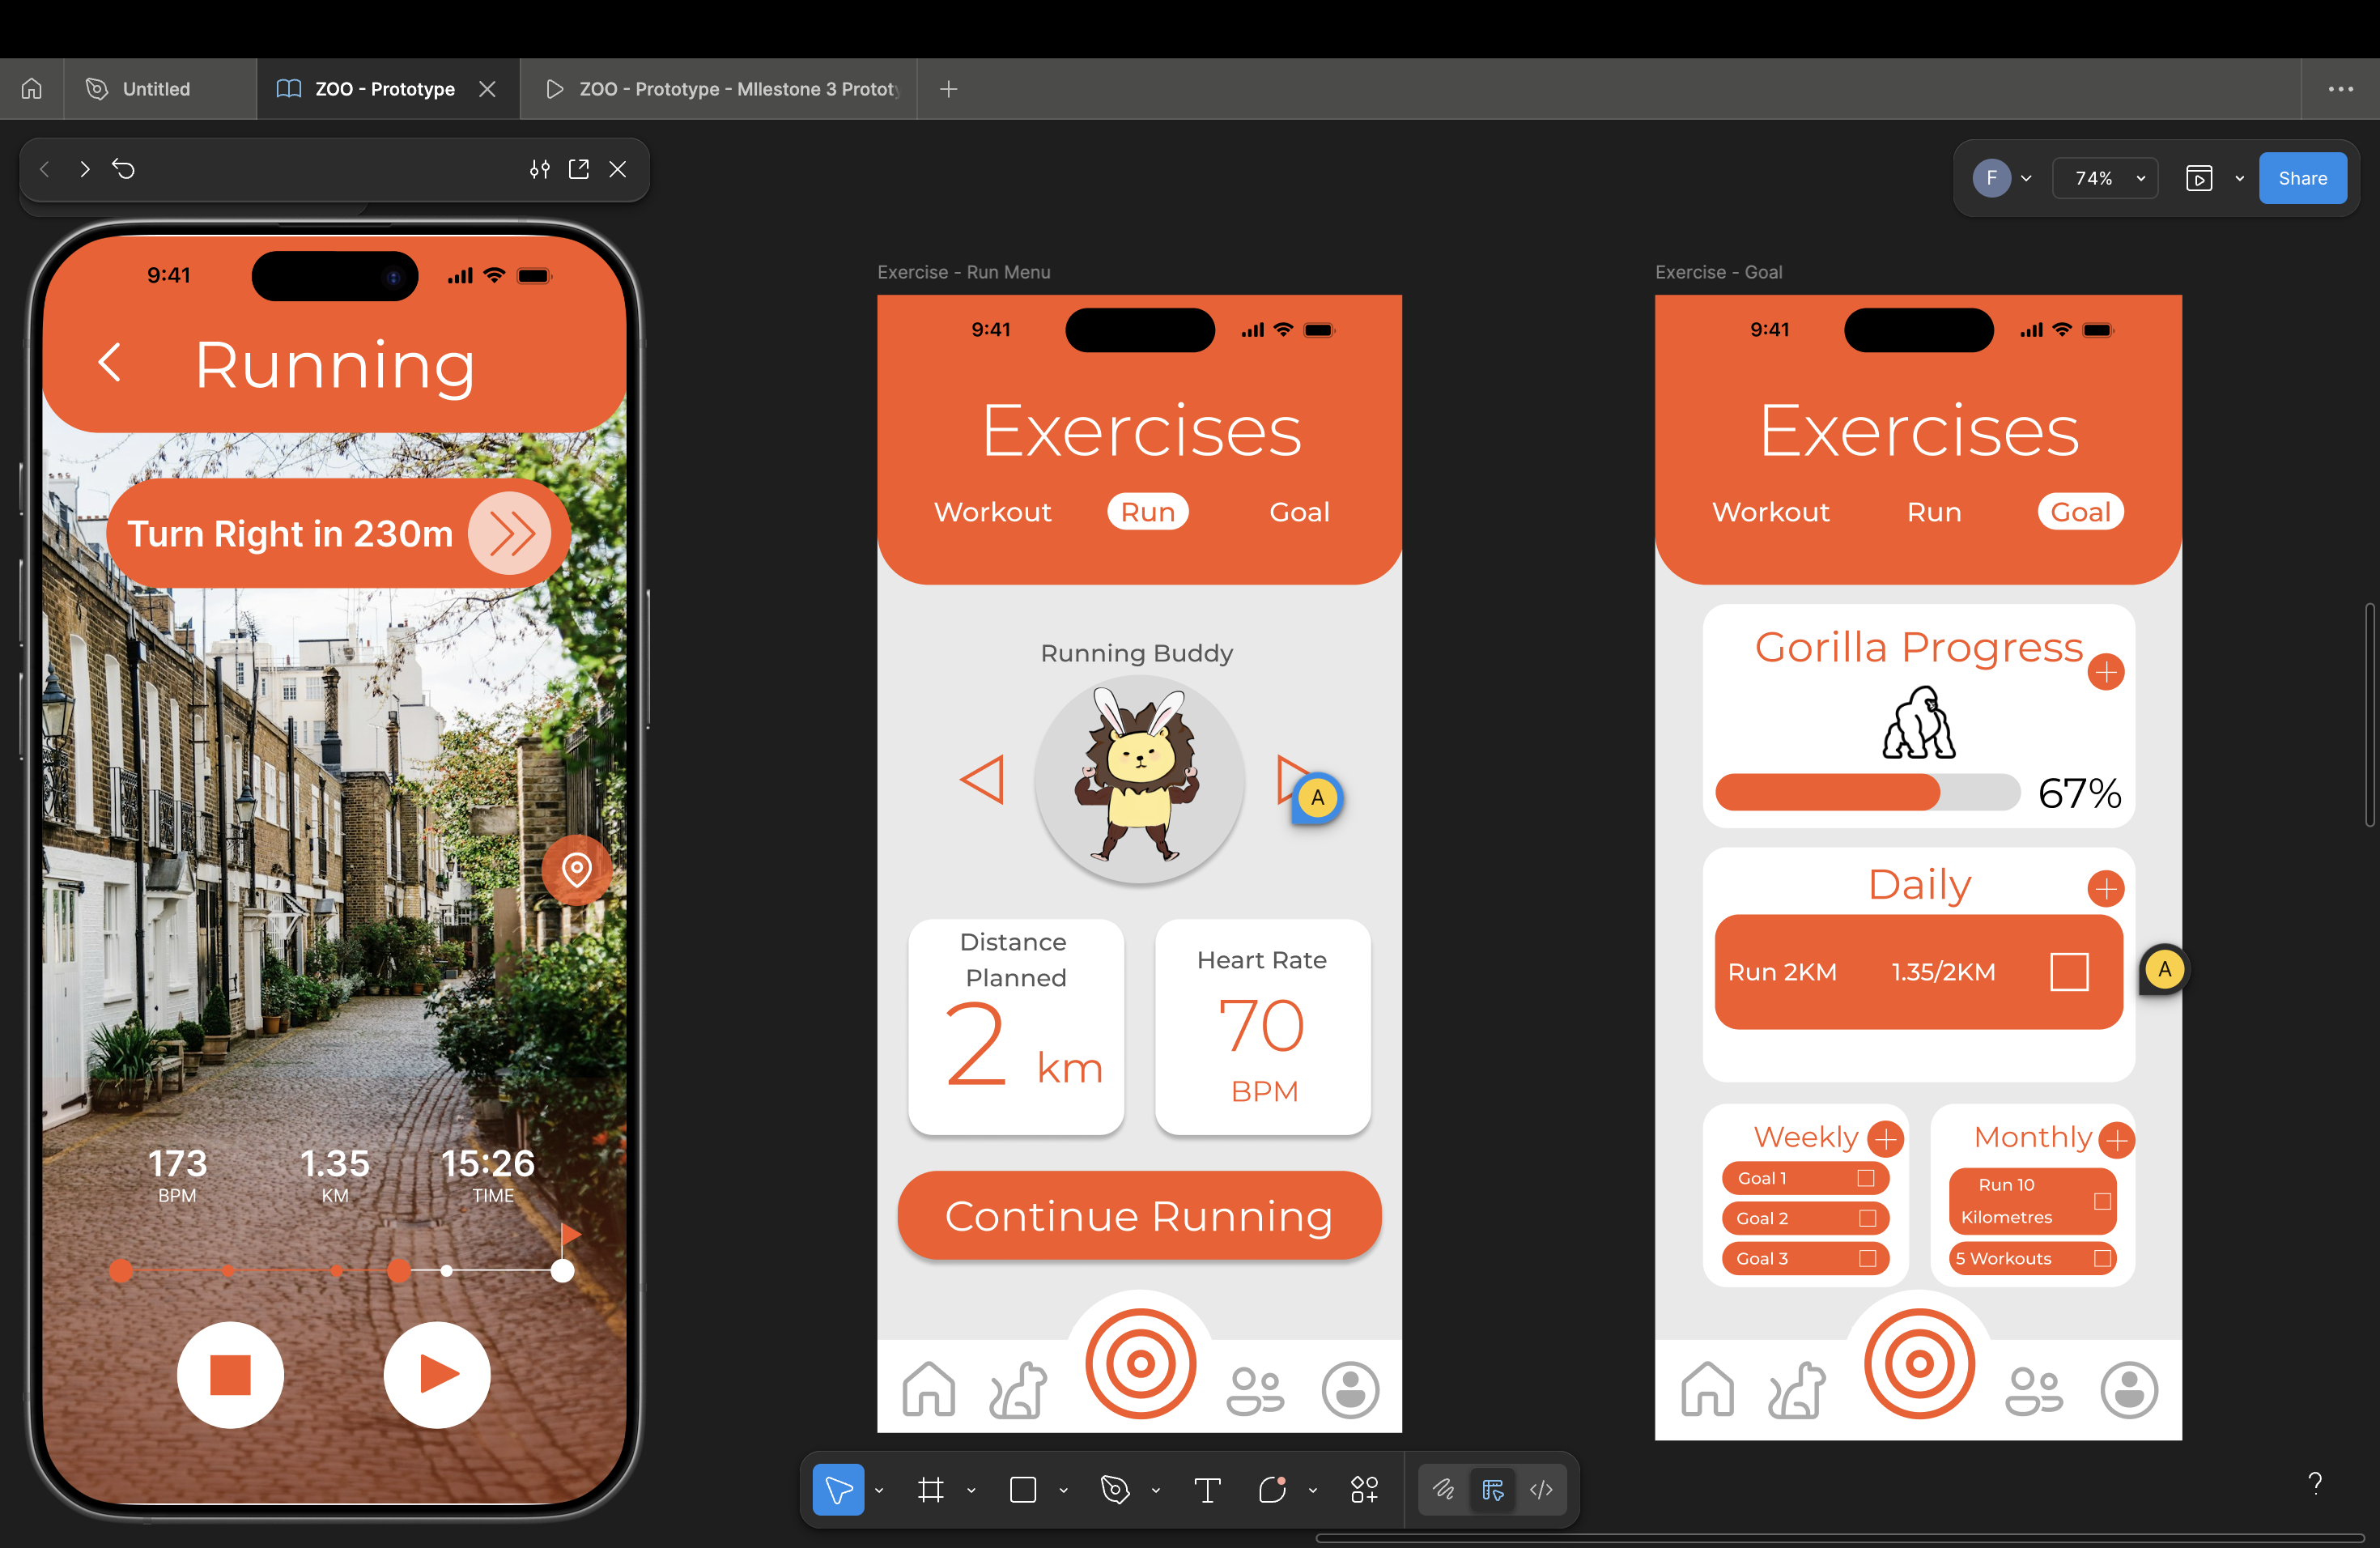 Untitled
ZOO - Prototype
ZOO - Prototype - MIlestone 3 Prototy
F
74%
Share
9:41
Running
Turn Right in 230m
173
BPM
1.35
KM
15:26
TIME
Exercise - Run Menu
9:41
Exercises
Workout
Run
Goal
Running Buddy
A
Distance
Planned
2 km
Heart Rate
70
BPM
Continue Running
Exercise - Goal
9:41
Exercises
Workout
Run
Goal
Gorilla Progress
67%
Daily
Run 2KM
1.35/2KM
A
Weekly
Goal 1
Goal 2
Goal 3
Monthly
Run 10
Kilometres
5 Workouts
?